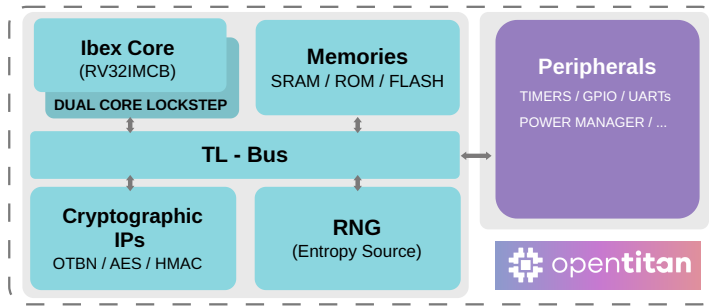 Ibex Core
(RV32IMCB)
DUAL CORE LOCKSTEP
Memories
SRAM / ROM / FLASH
Peripherals
TIMERS / GPIO / UARTs
POWER MANAGER / ...
TL - Bus
Cryptographic
IPs
OTBN / AES / HMAC
RNG
(Entropy Source)
opentitan